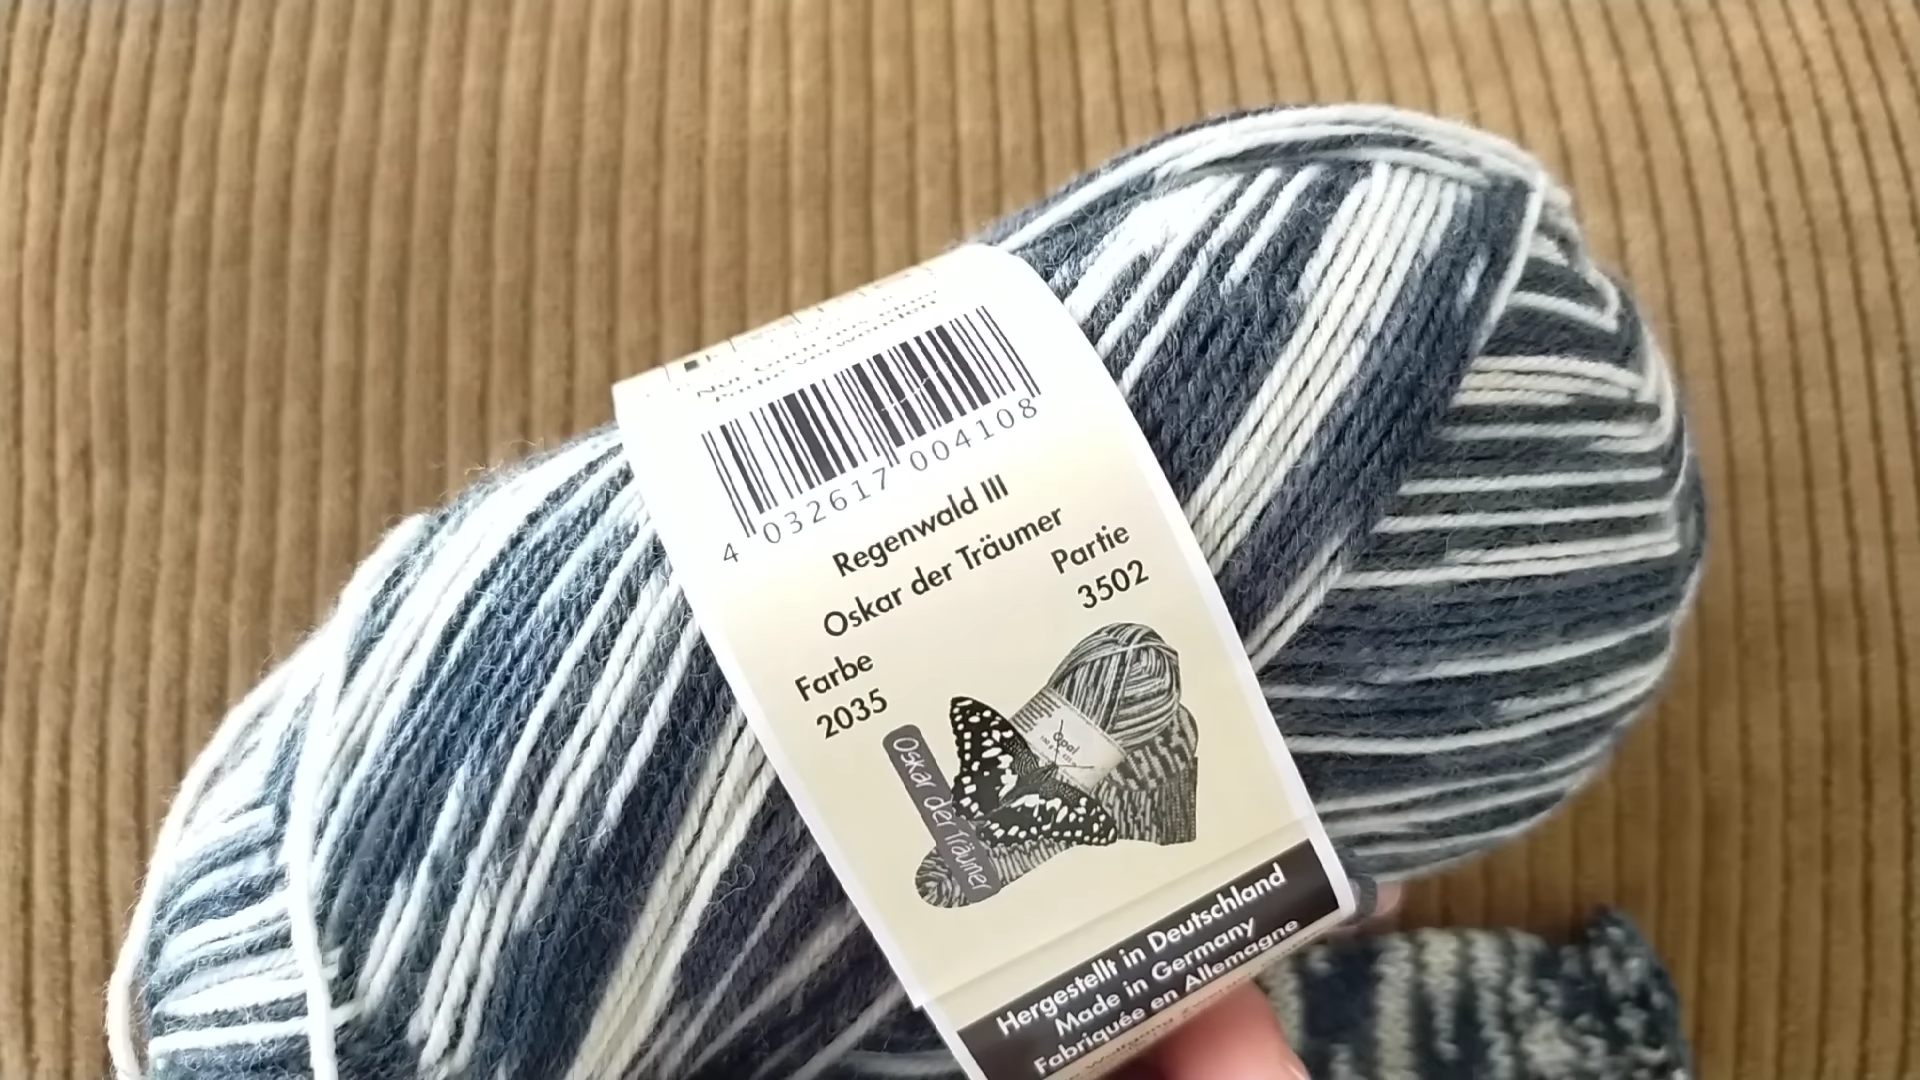 4 032617 004108
Regenwald III
Oskar der Träumer
Partie
3502
Farbe
2035
Opal
Oskar der Träumer
Hergestellt in Deutschland
Made in Germany
Fabriquée en Allemagne